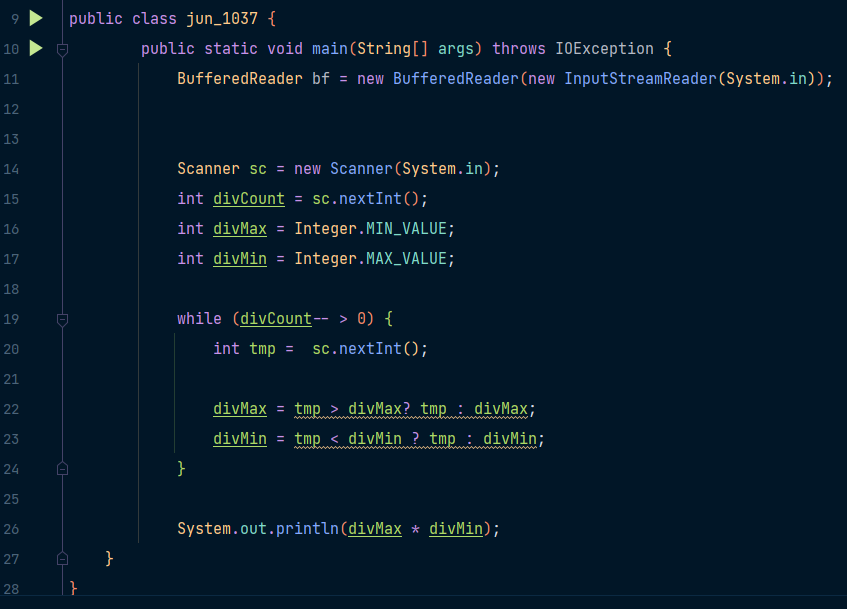 9 public class jun_1037 {
10 public static void main(String[] args) throws IOException {
11 BufferedReader bf = new BufferedReader(new InputStreamReader(System.in));
12
13
14 Scanner sc = new Scanner(System.in);
15 int divCount = sc.nextInt();
16 int divMax = Integer.MIN_VALUE;
17 int divMin = Integer.MAX_VALUE;
18
19 while (divCount-- > 0) {
20 int tmp =  sc.nextInt();
21
22 divMax = tmp > divMax? tmp : divMax;
23 divMin = tmp < divMin ? tmp : divMin;
24 }
25
26 System.out.println(divMax * divMin);
27 }
28 }